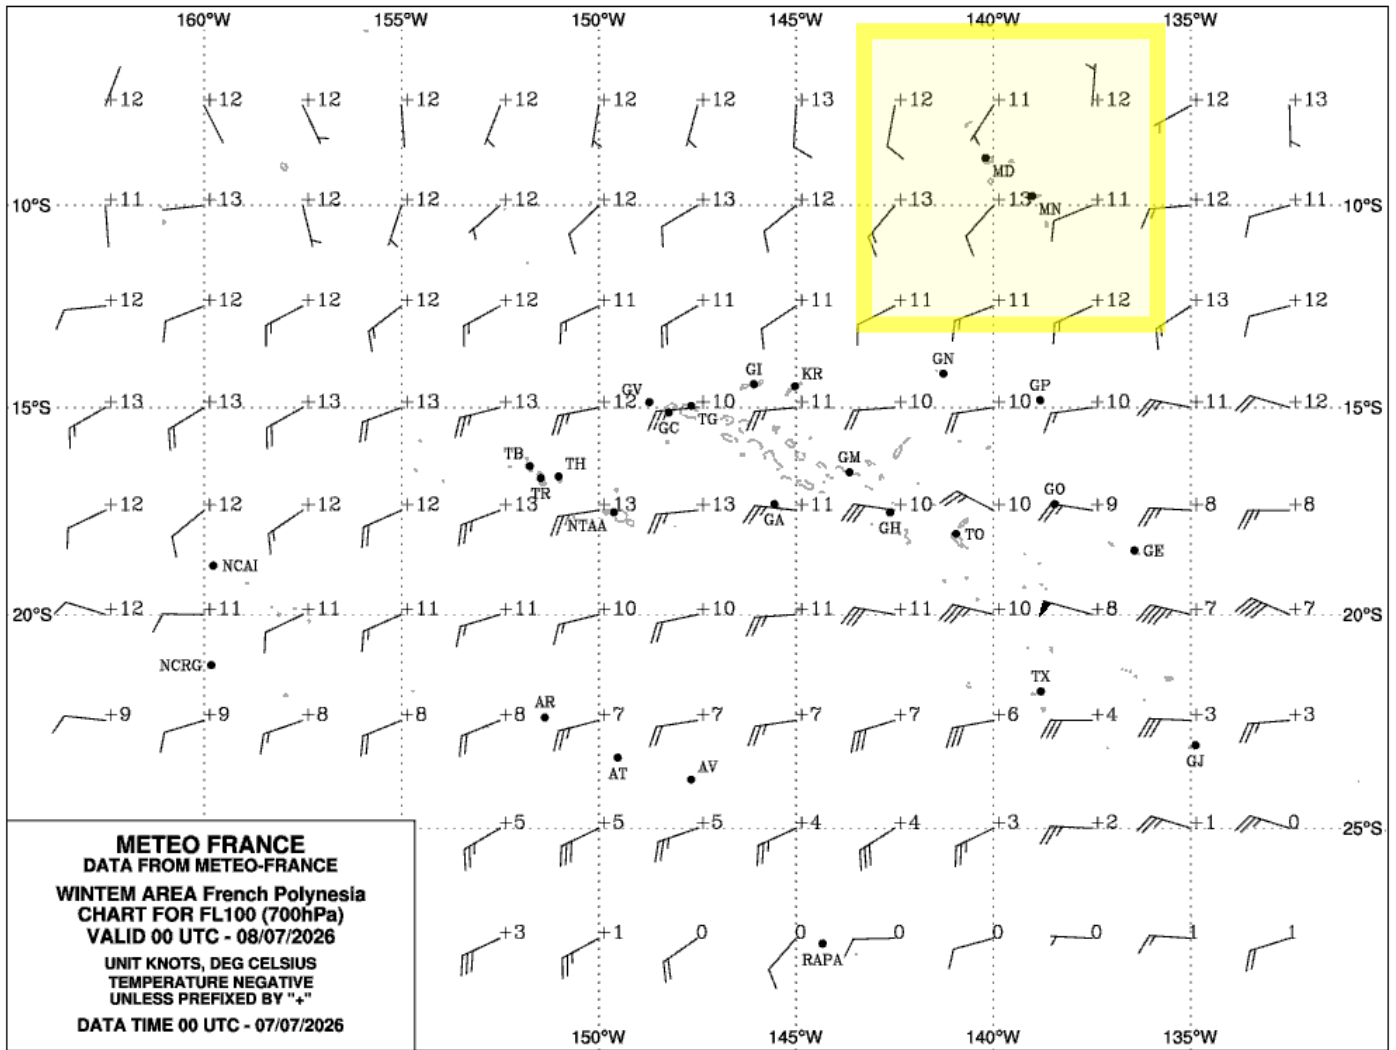 160°W 155°W 150°W 145°W 140°W 135°W
+12 +12 +12 +12 +12 +12 +12 +13 +12 +11 +12 +12 +13
MD
10°S +11 +13 +12 +12 +12 +12 +13 +12 +13 +13 MN +11 +12 +11 10°S
+12 +12 +12 +12 +12 +11 +11 +11 +11 +11 +12 +13 +12
GI KR GN
GV GP
15°S +13 +13 +13 +13 +13 +12 +10 +11 +10 +10 +10 +11 +12 15°S
GC TG
TB TH GM
TR
+12 +12 +12 +12 +13 +13 +13 +11 +10 +10 GO +9 +8 +8
NTAA GA GH TO
NCAI GE
20°S +12 +11 +11 +11 +11 +10 +10 +11 +11 +10 +8 +7 +7 20°S
NCRG TX
AR
+9 +9 +8 +8 +8 +7 +7 +7 +7 +6 +4 +3 +3
AT AV GJ
+5 +5 +5 +4 +4 +3 +2 +1 0 25°S
+3 +1 0 0 0 0 0 1 1
RAPA
METEO FRANCE
DATA FROM METEO-FRANCE
WINTEM AREA French Polynesia
CHART FOR FL100 (700hPa)
VALID 00 UTC - 08/07/2026
UNIT KNOTS, DEG CELSIUS
TEMPERATURE NEGATIVE
UNLESS PREFIXED BY "+"
DATA TIME 00 UTC - 07/07/2026
150°W 145°W 140°W 135°W